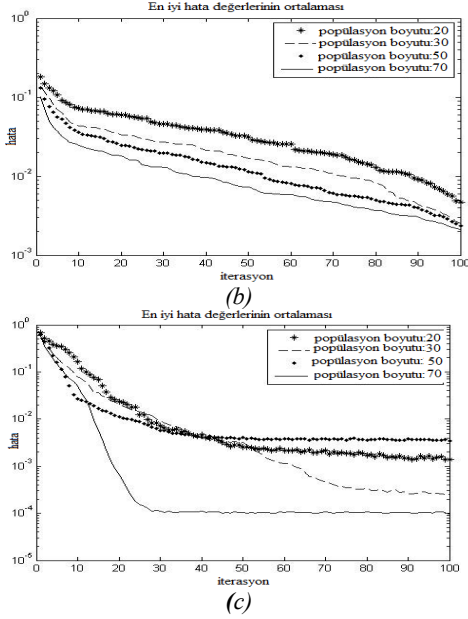 En iyi hata değerlerinin ortalaması
popülasyon boyutu:20
popülasyon boyutu:30
popülasyon boyutu:50
popülasyon boyutu:70
10^0
10^-1
10^-2
10^-3
hata
0 10 20 30 40 50 60 70 80 90 100
iterasyon
(b)
En iyi hata değerlerinin ortalaması
popülasyon boyutu:20
popülasyon boyutu:30
popülasyon boyutu: 50
popülasyon boyutu:70
10^0
10^-1
10^-2
10^-3
10^-4
10^-5
hata
0 10 20 30 40 50 60 70 80 90 100
iterasyon
(c)